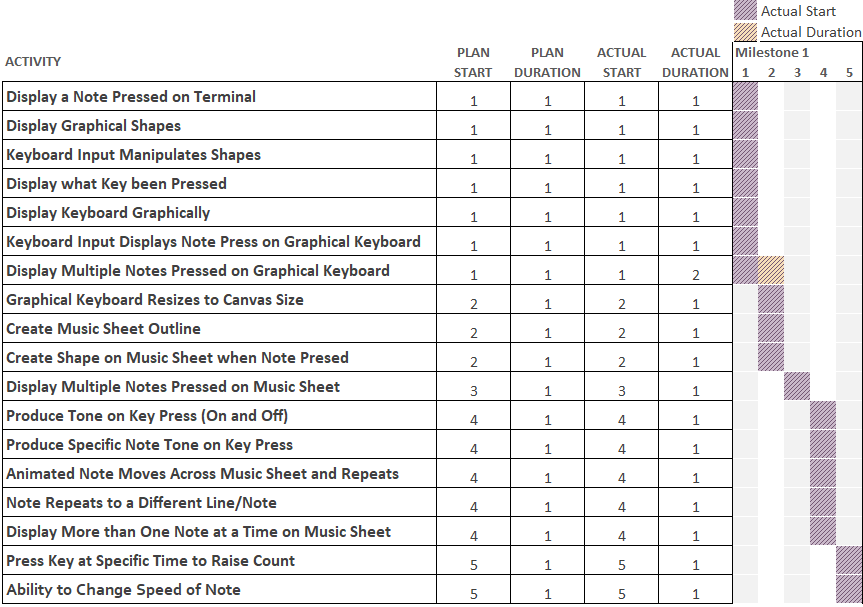 Actual Start
Actual Duration
ACTIVITY PLAN START PLAN DURATION ACTUAL START ACTUAL DURATION Milestone 1
1 2 3 4 5
Display a Note Pressed on Terminal 1 1 1 1
Display Graphical Shapes 1 1 1 1
Keyboard Input Manipulates Shapes 1 1 1 1
Display what Key been Pressed 1 1 1 1
Display Keyboard Graphically 1 1 1 1
Keyboard Input Displays Note Press on Graphical Keyboard 1 1 1 1
Display Multiple Notes Pressed on Graphical Keyboard 1 1 1 2
Graphical Keyboard Resizes to Canvas Size 2 1 2 1
Create Music Sheet Outline 2 1 2 1
Create Shape on Music Sheet when Note Presed 2 1 2 1
Display Multiple Notes Pressed on Music Sheet 3 1 3 1
Produce Tone on Key Press (On and Off) 4 1 4 1
Produce Specific Note Tone on Key Press 4 1 4 1
Animated Note Moves Across Music Sheet and Repeats 4 1 4 1
Note Repeats to a Different Line/Note 4 1 4 1
Display More than One Note at a Time on Music Sheet 4 1 4 1
Press Key at Specific Time to Raise Count 5 1 5 1
Ability to Change Speed of Note 5 1 5 1